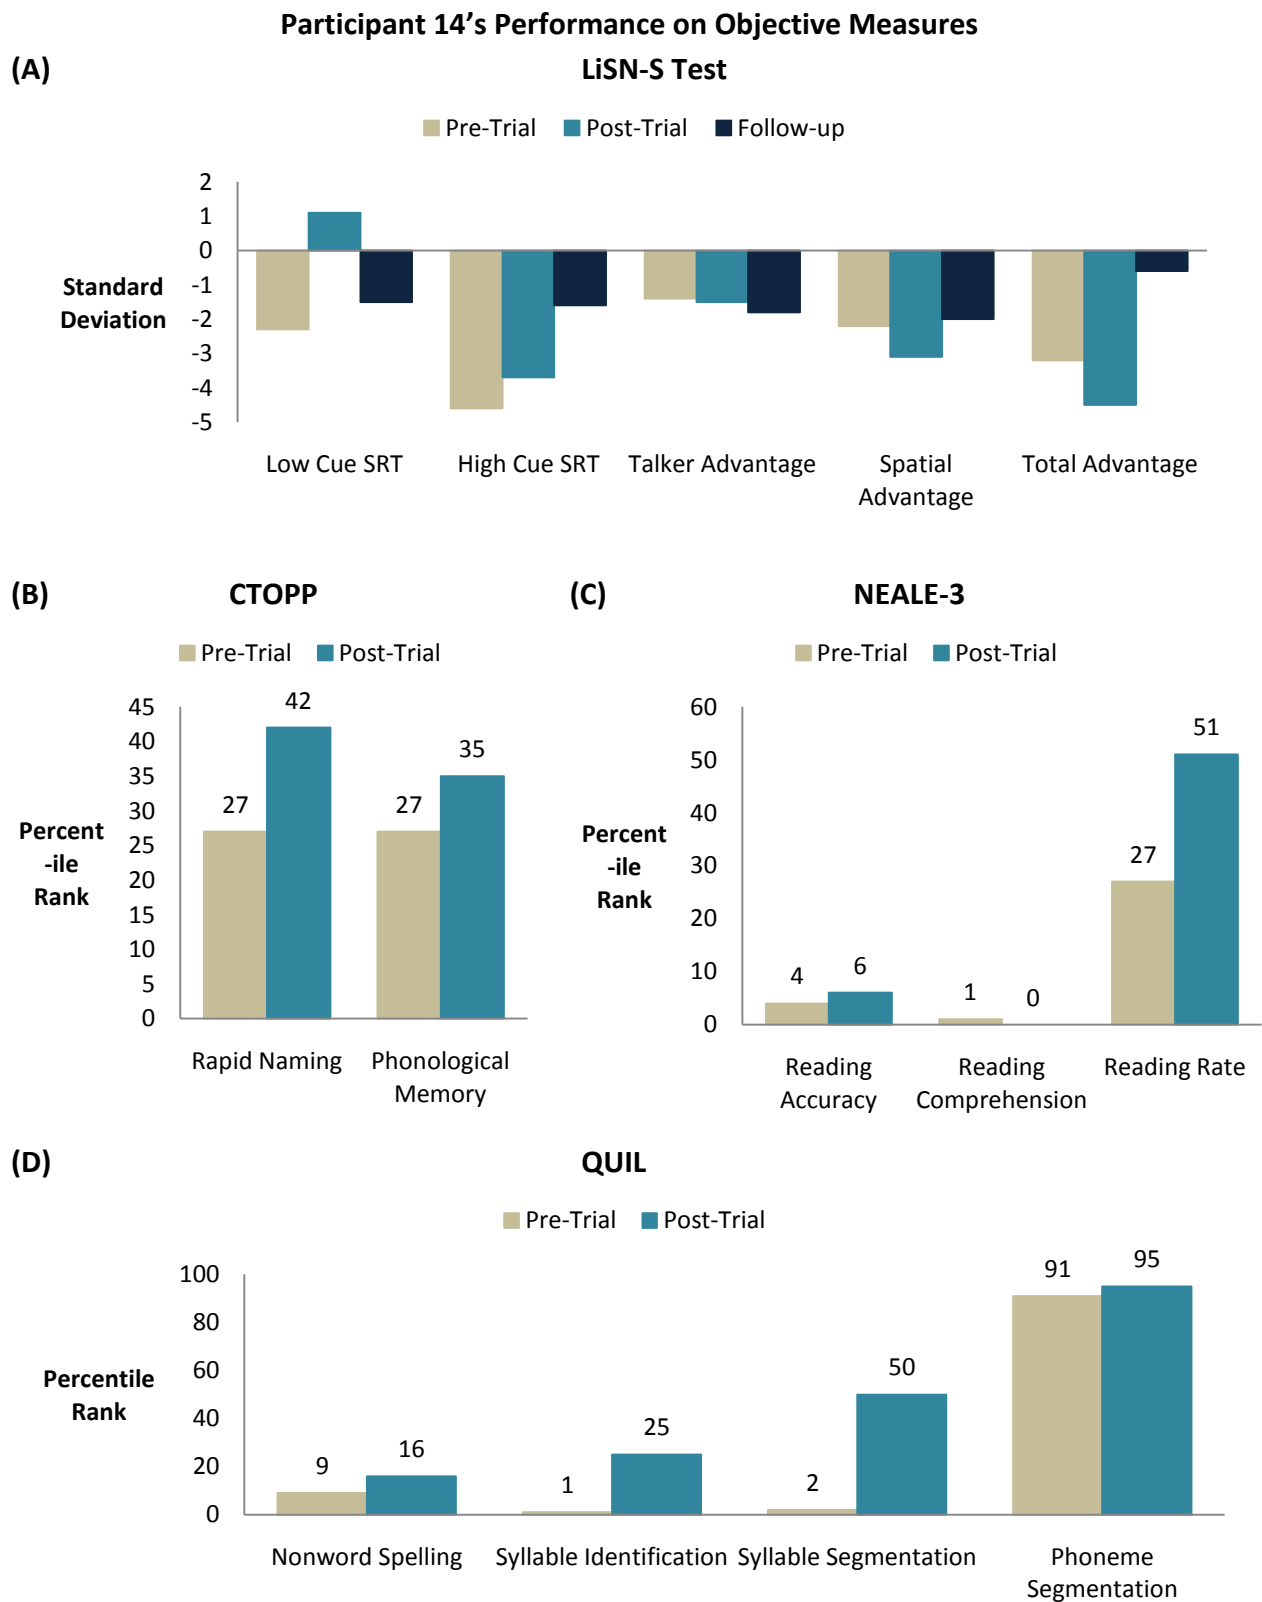 Participant 14’s Performance on Objective Measures
(A)
LiSN-S Test
Pre-Trial Post-Trial Follow-up
2
1
0
-1
-2
-3
-4
-5
Standard
Deviation
Low Cue SRT High Cue SRT Talker Advantage Spatial Total Advantage
Advantage
(B) CTOPP
Pre-Trial Post-Trial
45
40
35
30
25
20
15
10
5
0
Percent
-ile
Rank
27 42 27 35
Rapid Naming Phonological
Memory
(C) NEALE-3
Pre-Trial Post-Trial
60
50
40
30
20
10
0
Percent
-ile
Rank
4 6 1 0 27 51
Reading Reading Reading Rate
Accuracy Comprehension
(D) QUIL
Pre-Trial Post-Trial
100
80
60
40
20
0
Percentile
Rank
9 16 1 25 2 50 91 95
Nonword Spelling Syllable Identification Syllable Segmentation Phoneme
Segmentation